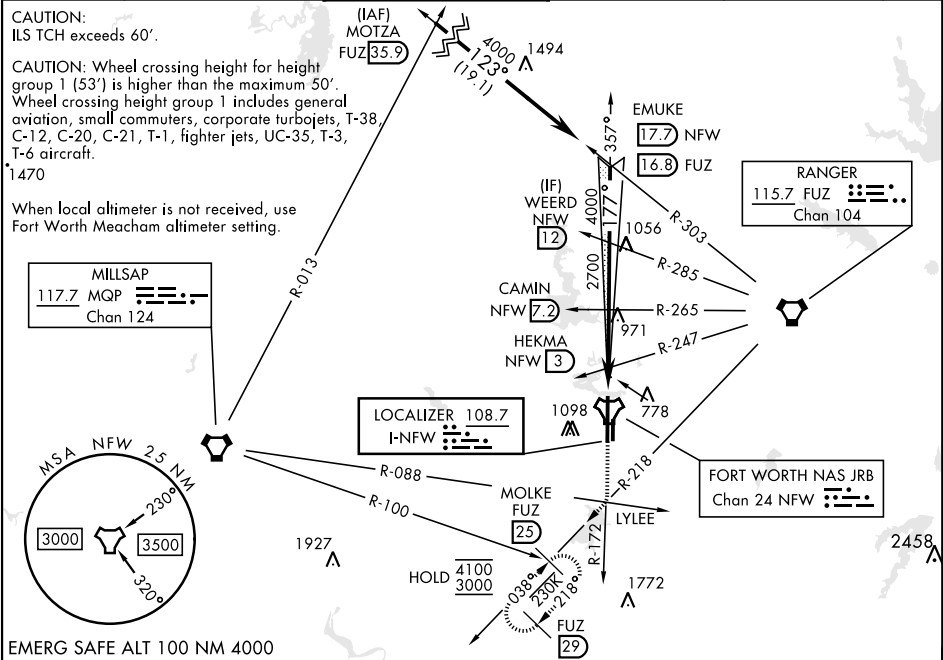 CAUTION:
ILS TCH exceeds 60'.
CAUTION: Wheel crossing height for height
group 1 (53') is higher than the maximum 50'.
Wheel crossing height group 1 includes general
aviation, small commuters, corporate turbojets, T-38,
C-12, C-20, C-21, T-1, fighter jets, UC-35, T-3,
T-6 aircraft.
1470
When local altimeter is not received, use
Fort Worth Meacham altimeter setting.
(IAF)
MOTZA
FUZ 35.9
4000
123°
(19.1)
1494
EMUKE
17.7 NFW
16.8 FUZ
357°
177°
4000
2700
(IF)
WEERD
NFW
12
1056
R-303
R-285
RANGER
115.7 FUZ
Chan 104
R-013
MILLSAP
117.7 MQP
Chan 124
CAMIN
NFW 7.2
R-265
971
HEKMA
NFW 3
R-247
778
1098
LOCALIZER 108.7
I-NFW
R-218
FORT WORTH NAS JRB
Chan 24 NFW
R-088
R-100
MOLKE
FUZ
25
LYLEE
R-172
MSA NFW 25 NM
230°
3000
3500
320°
1927
HOLD 4100
3000
038°
230K
218°
1772
2458
FUZ
29
EMERG SAFE ALT 100 NM 4000